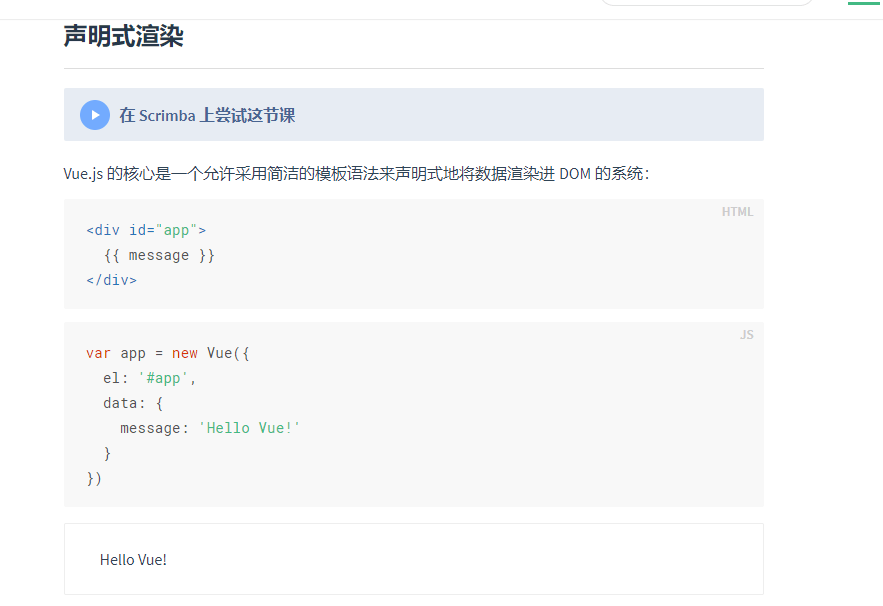 声明式渲染
在 Scrimba 上尝试这节课
Vue.js 的核心是一个允许采用简洁的模板语法来声明式地将数据渲染进 DOM 的系统：
HTML
<div id="app">
  {{ message }}
</div>
JS
var app = new Vue({
  el: '#app',
  data: {
    message: 'Hello Vue!'
  }
})
Hello Vue!